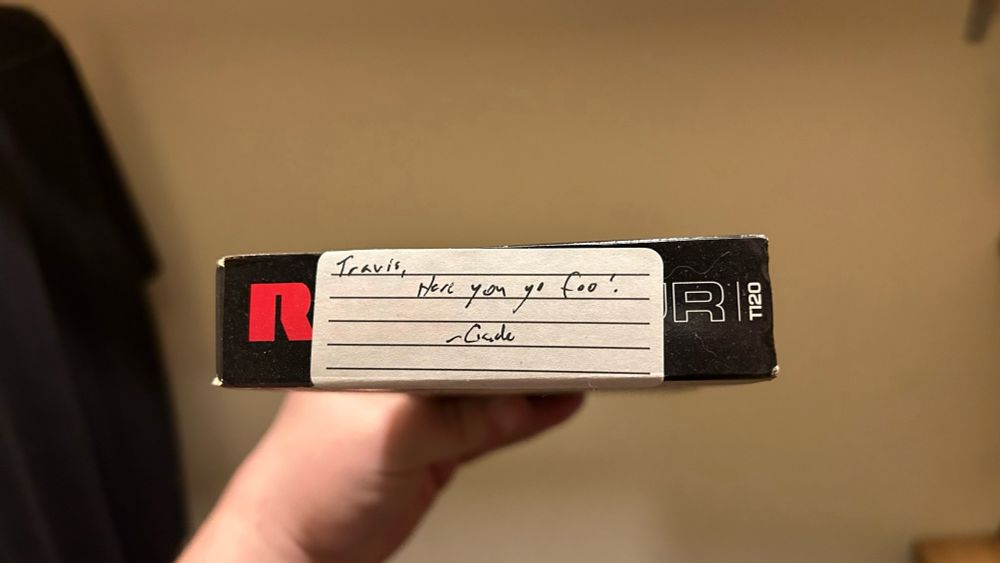 Travis,
Here you go foo'.
-Cade
R
UR
T120